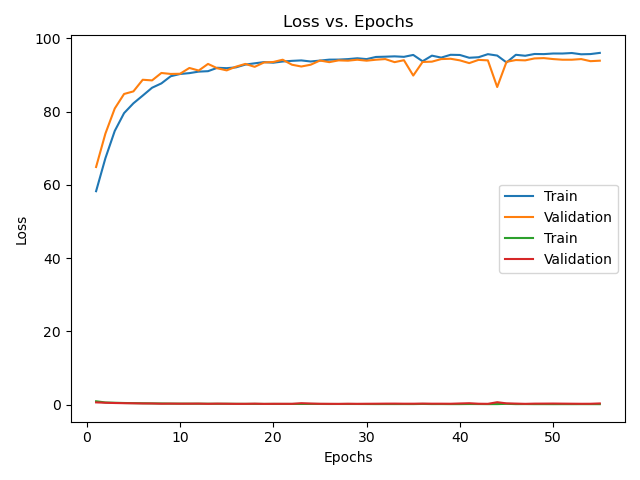 Loss vs. Epochs
100
80
60
40
20
0
Loss
Train
Validation
Train
Validation
0 10 20 30 40 50
Epochs